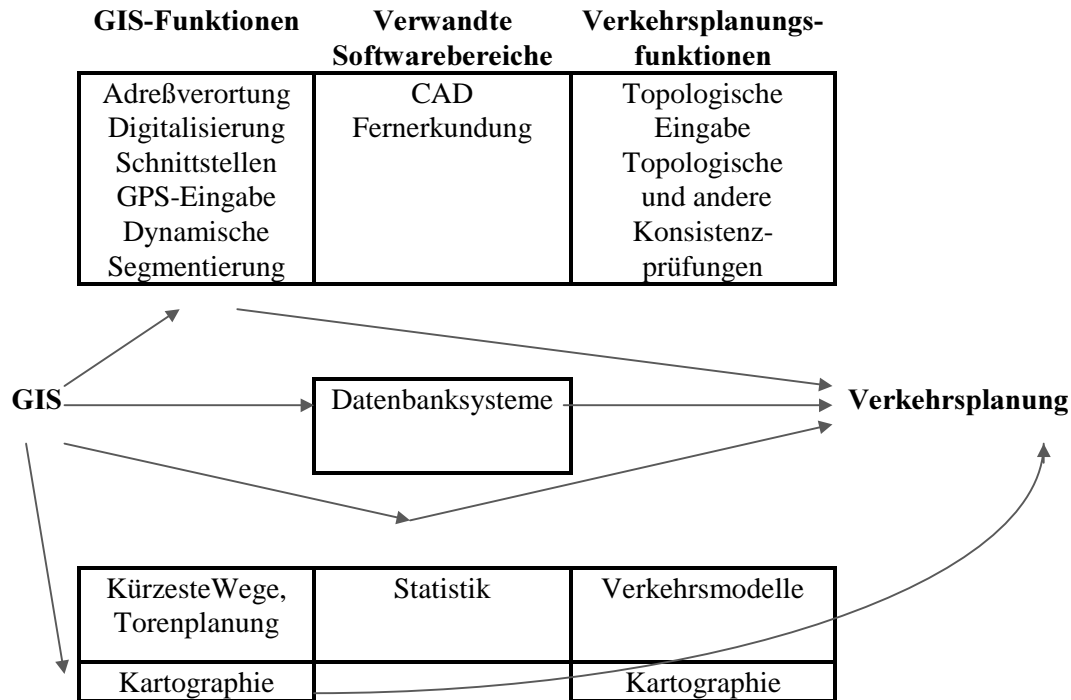 GIS-Funktionen
Verwandte
Softwarebereiche
Verkehrsplanungs-
funktionen
Adreßverortung
Digitalisierung
Schnittstellen
GPS-Eingabe
Dynamische
Segmentierung
CAD
Fernerkundung
Topologische
Eingabe
Topologische
und andere
Konsistenz-
prüfungen
GIS
Datenbanksysteme
Verkehrsplanung
KürzesteWege,
Torenplanung
Statistik
Verkehrsmodelle
Kartographie
Kartographie